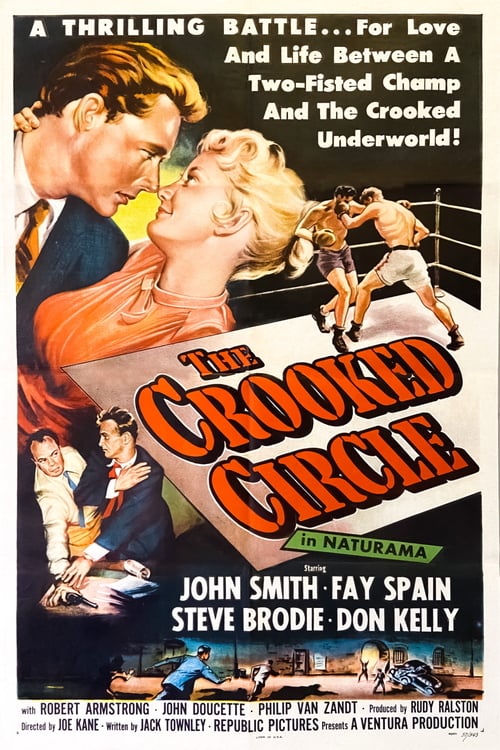 A THRILLING BATTLE...For Love
And Life Between A
Two-Fisted Champ
And The Crooked
Underworld!
THE
CROOKED
CIRCLE
in NATURAMA
Starring
JOHN SMITH · FAY SPAIN
STEVE BRODIE · DON KELLY
with ROBERT ARMSTRONG · JOHN DOUCETTE · PHILIP VAN ZANDT · Produced by RUDY RALSTON
Directed by JOE KANE · Written by JACK TOWNLEY · REPUBLIC PICTURES Presents A VENTURA PRODUCTION